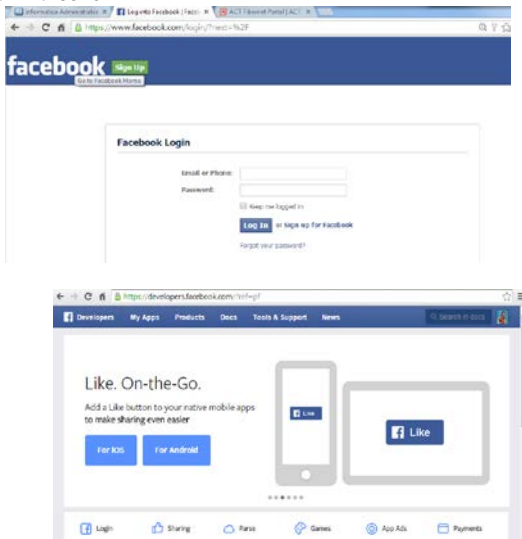 Informatica Administrator
Log into Facebook | Faceb
ACT Fibernet Portal | ACT
https://www.facebook.com/login/?next=%2F
facebook Sign Up
Go to Facebook Home
Facebook Login
Email or Phone:
Password:
Keep me logged in
Log In or Sign up for Facebook
Forgot your password?
https://developers.facebook.com/?ref=pf
Developers My Apps Products Docs Tools & Support News Search in docs
Like. On-the-Go.
Add a Like button to your native mobile apps
to make sharing even easier
For iOS For Android
Like
Like
Login Sharing Parse Games App Ads Payments